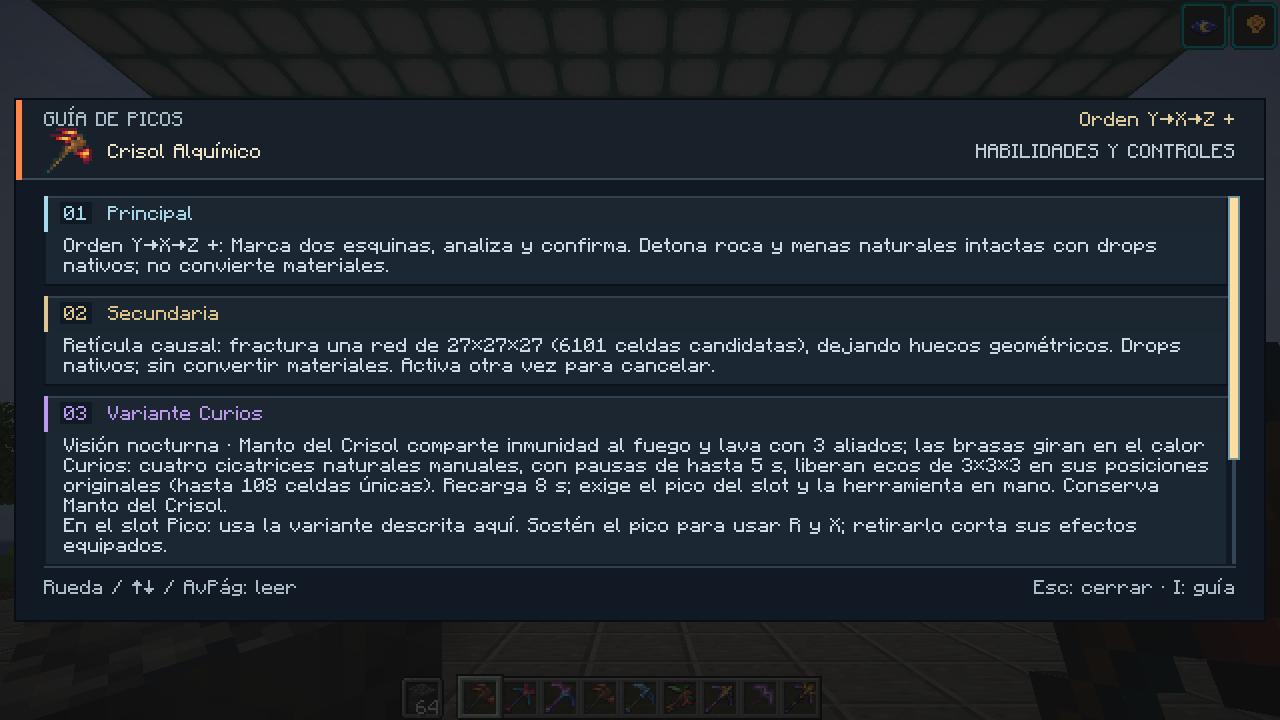 GUÍA DE PICOS
Orden Y→X→Z +
Crisol Alquímico
HABILIDADES Y CONTROLES
01 Principal
Orden Y→X→Z +: Marca dos esquinas, analiza y confirma. Detona roca y menas naturales intactas con drops
nativos; no convierte materiales.
02 Secundaria
Retícula causal: fractura una red de 27×27×27 (6101 celdas candidatas), dejando huecos geométricos. Drops
nativos; sin convertir materiales. Activa otra vez para cancelar.
03 Variante Curios
Visión nocturna · Manto del Crisol comparte inmunidad al fuego y lava con 3 aliados; las brasas giran en el calor
Curios: cuatro cicatrices naturales manuales, con pausas de hasta 5 s, liberan ecos de 3×3×3 en sus posiciones
originales (hasta 108 celdas únicas). Recarga 8 s; exige el pico del slot y la herramienta en mano. Conserva
Manto del Crisol.
En el slot Pico: usa la variante descrita aquí. Sostén el pico para usar R y X; retirarlo corta sus efectos
equipados.
Rueda / ↑↓ / AvPág: leer
Esc: cerrar · I: guía
64